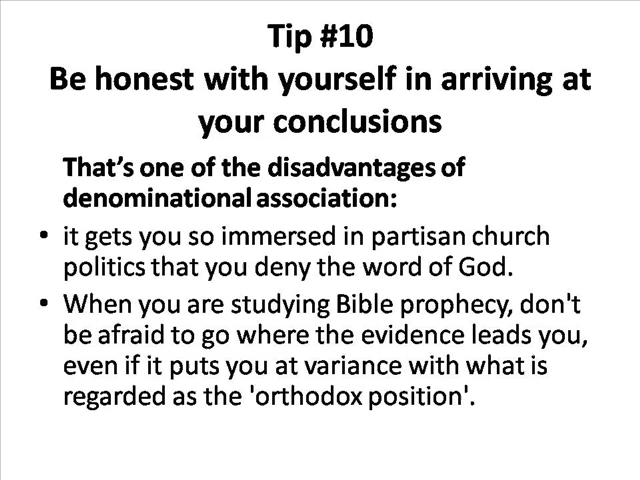 Tip #10
Be honest with yourself in arriving at
your conclusions
That's one of the disadvantages of
denominational association:
• it gets you so immersed in partisan church
politics that you deny the word of God.
• When you are studying Bible prophecy, don't
be afraid to go where the evidence leads you,
even if it puts you at variance with what is
regarded as the 'orthodox position'.